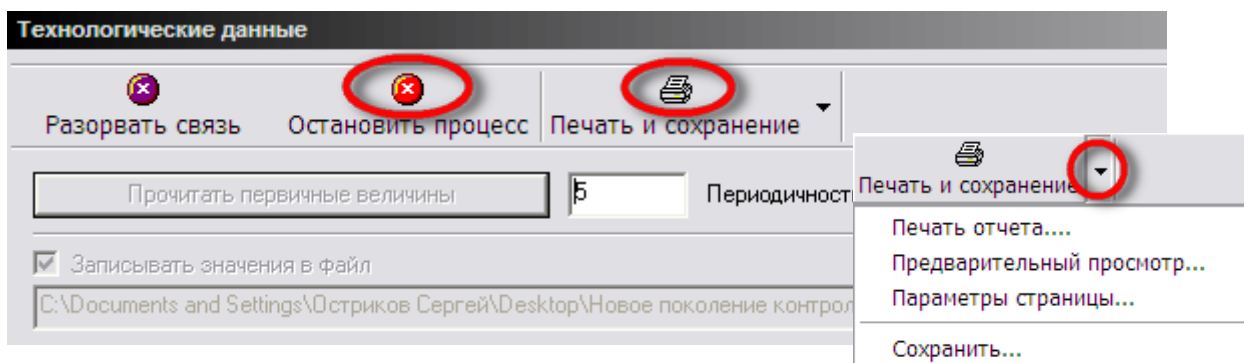 Технологические данные
Разорвать связь
Остановить процесс
Печать и сохранение
Прочитать первичные величины
5
Периодичност
Записывать значения в файл
C:\Documents and Settings\Остриков Сергей\Desktop\Новое поколение контрол
Печать и сохранение
Печать отчета....
Предварительный просмотр...
Параметры страницы...
Сохранить...